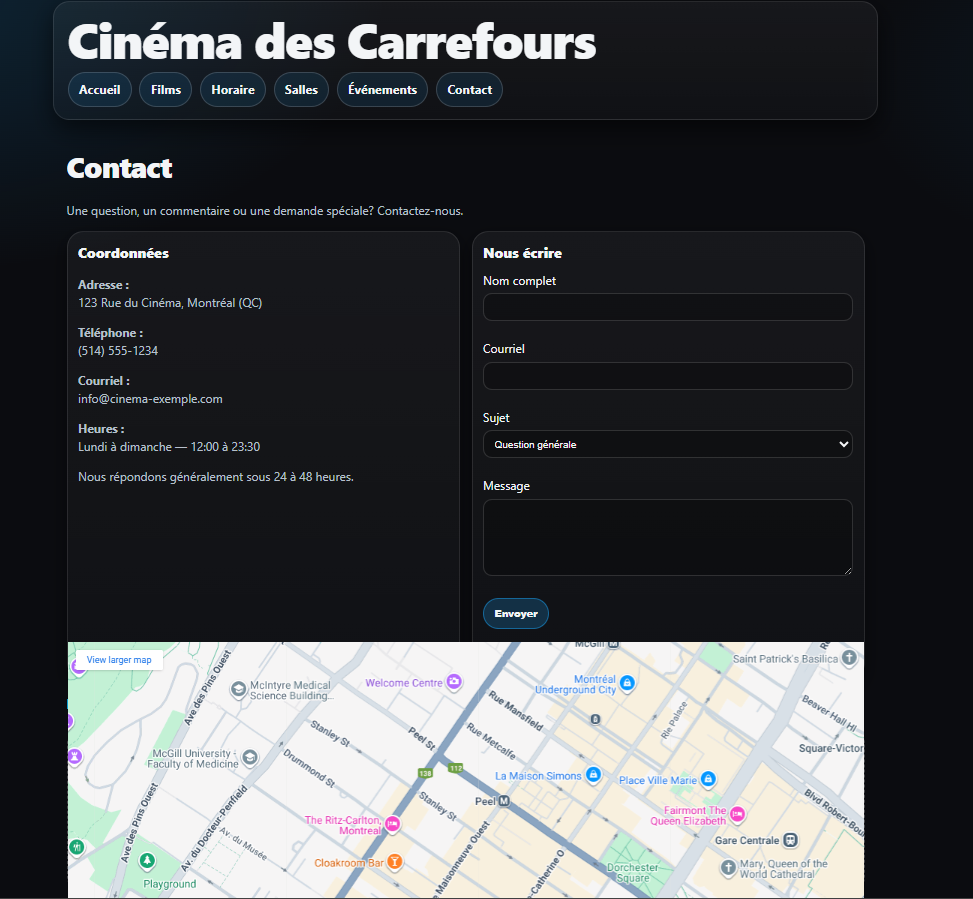 Cinéma des Carrefours
Accueil
Films
Horaire
Salles
Événements
Contact
Contact
Une question, un commentaire ou une demande spéciale? Contactez-nous.
Coordonnées
Adresse :
123 Rue du Cinéma, Montréal (QC)
Téléphone :
(514) 555-1234
Courriel :
info@cinema-exemple.com
Heures :
Lundi à dimanche — 12:00 à 23:30
Nous répondons généralement sous 24 à 48 heures.
Nous écrire
Nom complet
Courriel
Sujet
Question générale
Message
Envoyer
View larger map
McGill
Saint Patrick's Basilica
Ave des Pins Ouest
McIntyre Medical
Science Building...
Welcome Centre
Montréal
Underground City
Rue Mansfield
Rue Metcalfe
Beaver Hall Hl
Square-Victor
Stanley St
Peel St
McGill University -
Faculty of Medicine
Drummond St
138
112
La Maison Simons
Place Ville Marie
Stanley St
Peel
Blvd Robert-Bou
Ave des Pins Ouest
Av. du Docteur-Penfield
The Ritz-Carlton,
Montreal
Fairmont The
Queen Elizabeth
Gare Centrale
Av. du Musée
Cloakroom Bar
Maisonneuve Ouest
-Catherine O
Dorchester
Square
Mary, Queen of the
World Cathedral
Playground